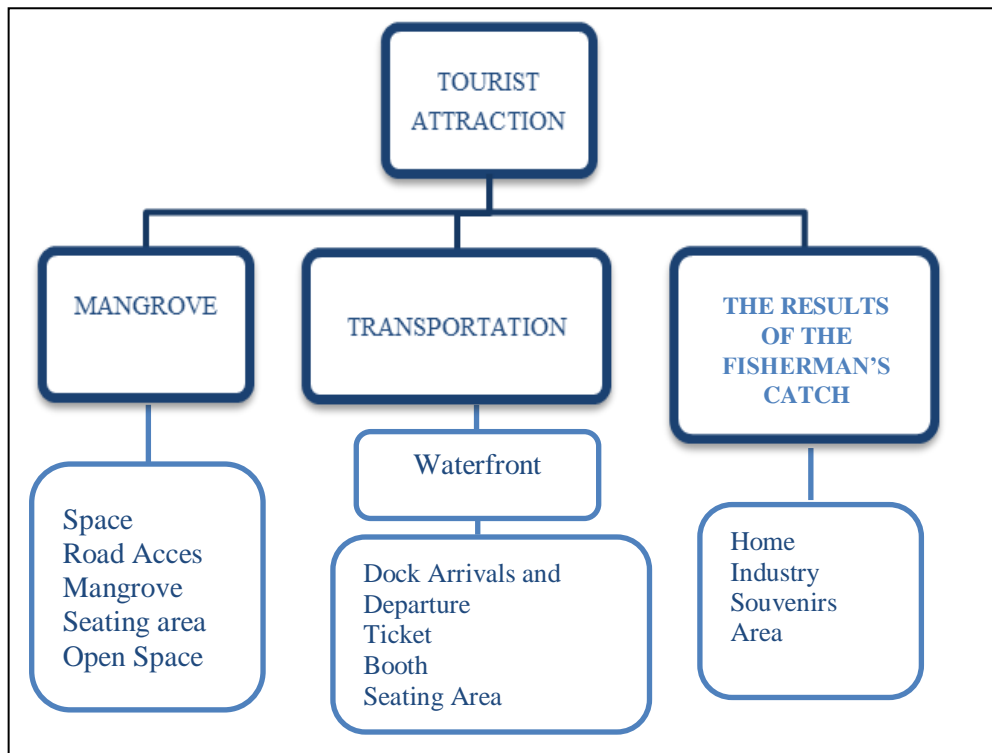 TOURIST
ATTRACTION
MANGROVE
TRANSPORTATION
THE RESULTS
OF THE
FISHERMAN'S
CATCH
Waterfront
Space
Road Acces
Mangrove
Seating area
Open Space
Dock Arrivals and
Departure
Ticket
Booth
Seating Area
Home
Industry
Souvenirs
Area